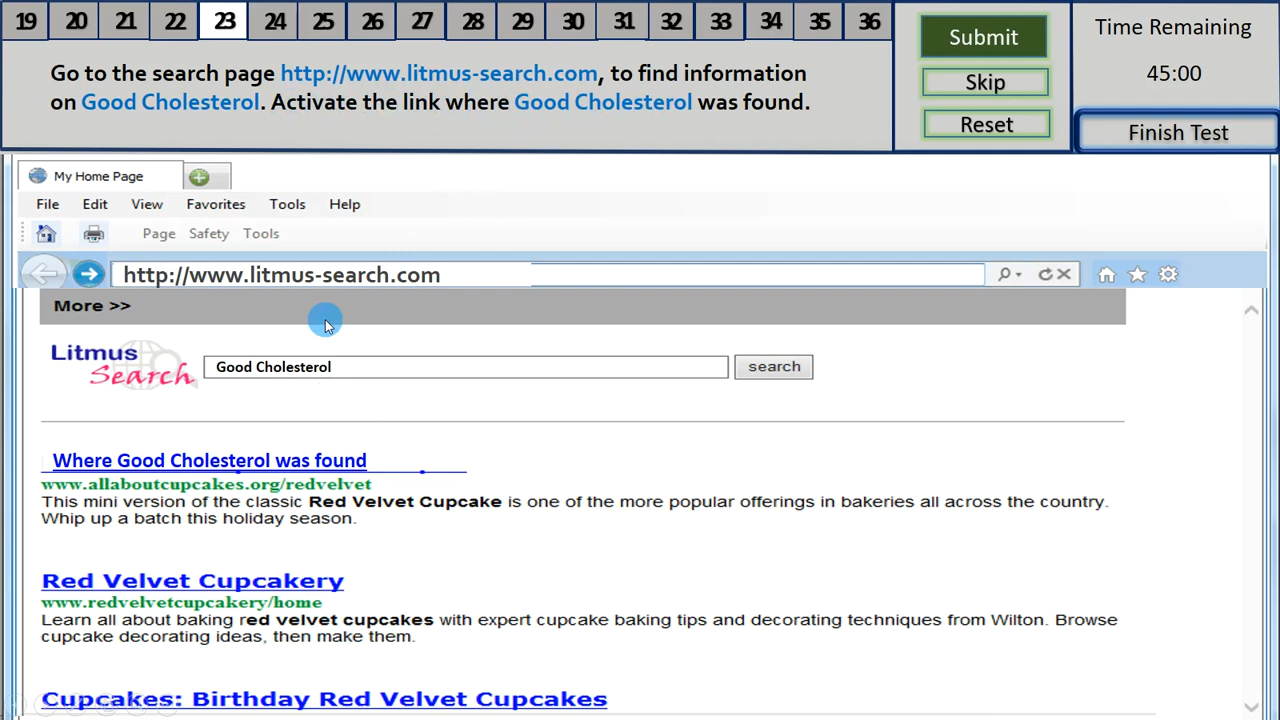 19 20 21 22 23 24 25 26 27 28 29 30 31 32 33 34 35 36
Submit
Skip
Reset
Time Remaining
45:00
Finish Test
Go to the search page http://www.litmus-search.com, to find information
on Good Cholesterol. Activate the link where Good Cholesterol was found.
My Home Page
File Edit View Favorites Tools Help
Page Safety Tools
http://www.litmus-search.com
More >>
Litmus
Search
Good Cholesterol
search
Where Good Cholesterol was found
www.allaboutcupcakes.org/redvelvet
This mini version of the classic Red Velvet Cupcake is one of the more popular offerings in bakeries all across the country.
Whip up a batch this holiday season.
Red Velvet Cupcakery
www.redvelvetcupcakery/home
Learn all about baking red velvet cupcakes with expert cupcake baking tips and decorating techniques from Wilton. Browse
cupcake decorating ideas, then make them.
Cupcakes: Birthday Red Velvet Cupcakes